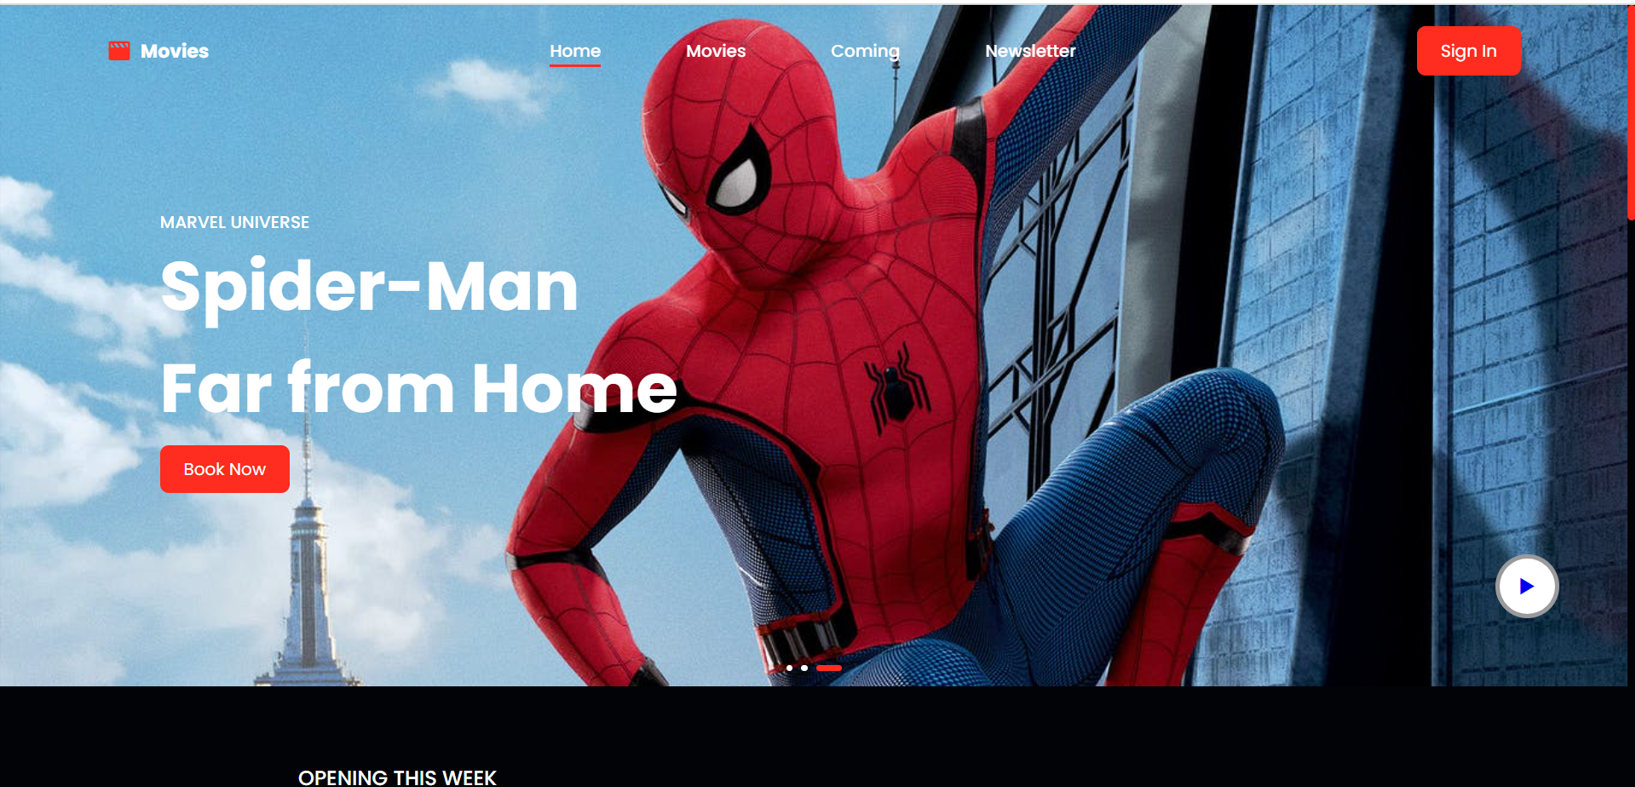 Movies
Home
Movies
Coming
Newsletter
Sign In
MARVEL UNIVERSE
Spider-Man
Far from Home
Book Now
OPENING THIS WEEK